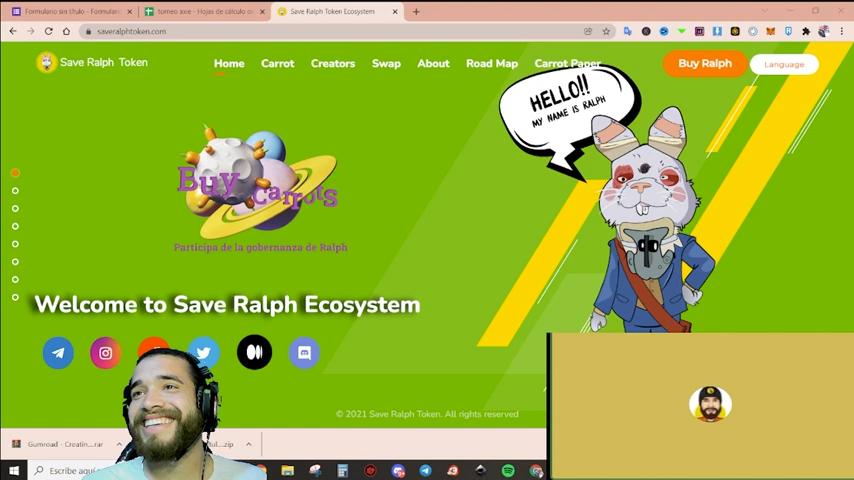 Formulario sin título - Formulario
torneo axie - Hojas de cálculo
Save Ralph Token Ecosystem
saveralphtoken.com
Save Ralph Token
Home
Carrot
Creators
Swap
About
Road Map
Carrot Paper
Buy Ralph
Language
HELLO!!
MY NAME IS RALPH
Buy
Carrots
Participa de la gobernanza de Ralph
Welcome to Save Ralph Ecosystem
© 2021 Save Ralph Token. All rights reserved
Gumroad - Creatin....rar
....zip
Escribe aquí